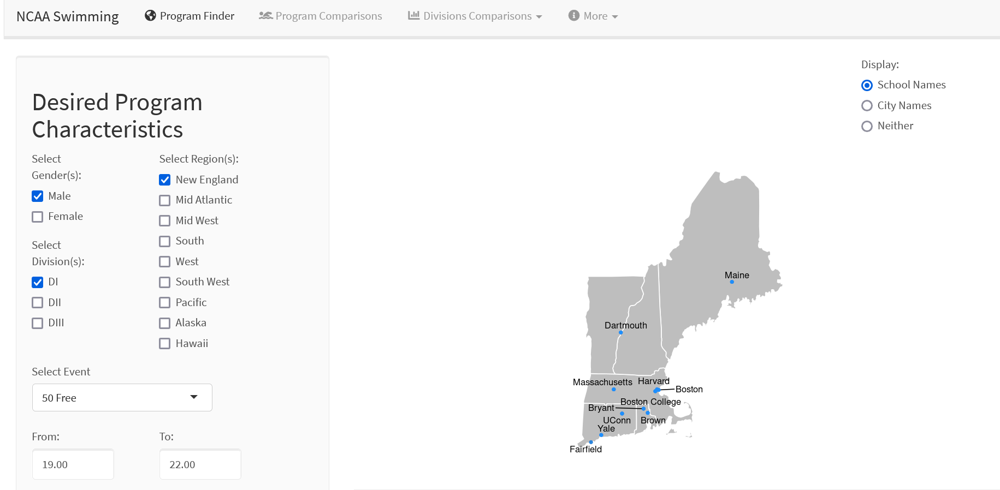 NCAA Swimming
Program Finder
Program Comparisons
Divisions Comparisons
More
Desired Program
Characteristics
Select
Gender(s):
Male
Female
Select
Division(s):
DI
DII
DIII
Select Region(s):
New England
Mid Atlantic
Mid West
South
West
South West
Pacific
Alaska
Hawaii
Select Event
50 Free
From:
19.00
To:
22.00
Display:
School Names
City Names
Neither
Maine
Dartmouth
Massachusetts
Harvard
Boston
Boston College
Bryant
UConn
Brown
Yale
Fairfield